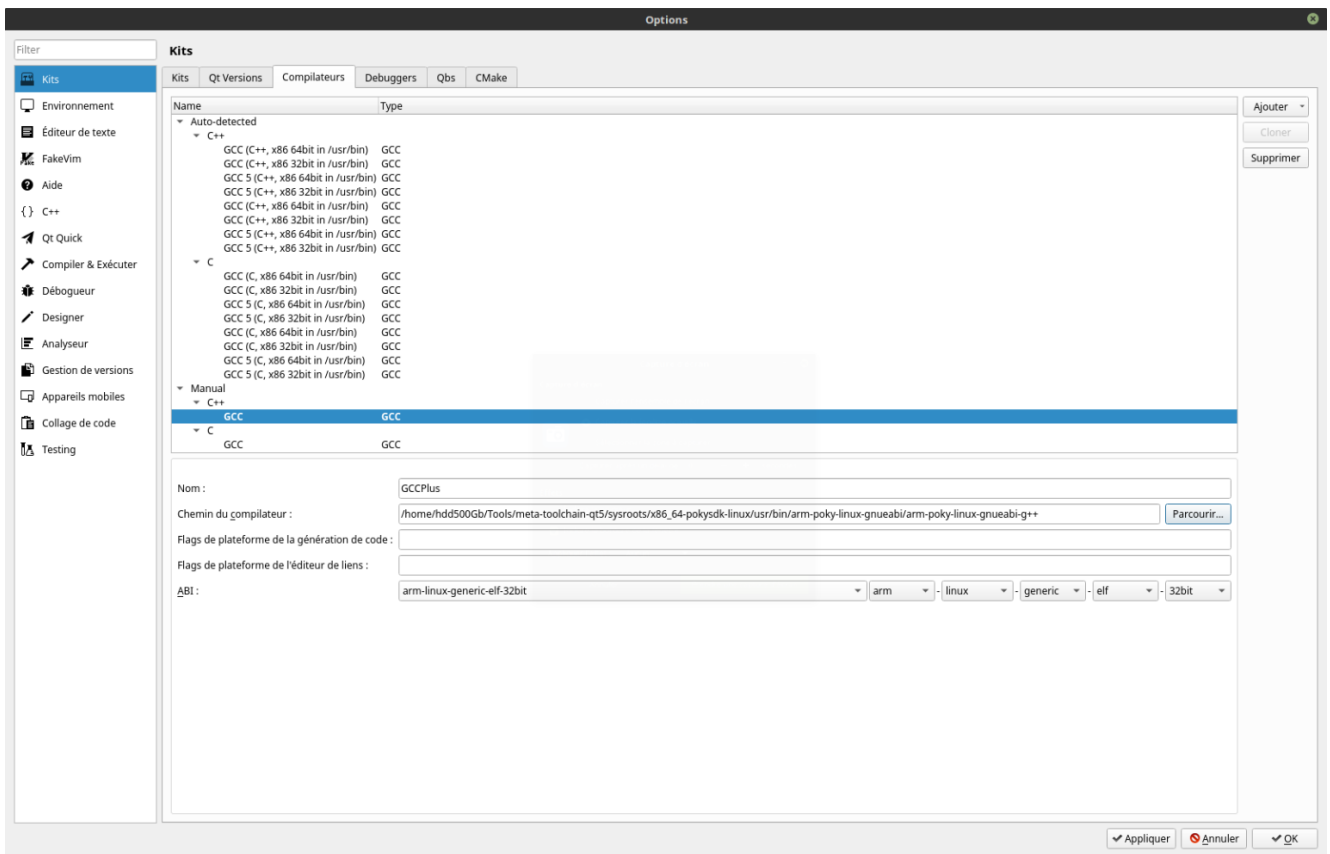 Options
Filter
Kits
Kits
Environnement
Éditeur de texte
FakeVim
Aide
C++
Qt Quick
Compiler & Exécuter
Débogueur
Designer
Analyseur
Gestion de versions
Appareils mobiles
Collage de code
Testing
Kits Qt Versions Compilateurs Debuggers Qbs CMake
Name Type
Auto-detected
C++
GCC (C++, x86 64bit in /usr/bin) GCC
GCC (C++, x86 32bit in /usr/bin) GCC
GCC 5 (C++, x86 64bit in /usr/bin) GCC
GCC 5 (C++, x86 32bit in /usr/bin) GCC
GCC (C++, x86 64bit in /usr/bin) GCC
GCC (C++, x86 32bit in /usr/bin) GCC
GCC 5 (C++, x86 64bit in /usr/bin) GCC
GCC 5 (C++, x86 32bit in /usr/bin) GCC
C
GCC (C, x86 64bit in /usr/bin) GCC
GCC (C, x86 32bit in /usr/bin) GCC
GCC 5 (C, x86 64bit in /usr/bin) GCC
GCC 5 (C, x86 32bit in /usr/bin) GCC
GCC (C, x86 64bit in /usr/bin) GCC
GCC (C, x86 32bit in /usr/bin) GCC
GCC 5 (C, x86 64bit in /usr/bin) GCC
GCC 5 (C, x86 32bit in /usr/bin) GCC
Manual
C++
GCC GCC
C
GCC GCC
Ajouter
Cloner
Supprimer
Nom : GCCPlus
Chemin du compilateur : /home/hdd500Gb/Tools/meta-toolchain-qt5/sysroots/x86_64-pokysdk-linux/usr/bin/arm-poky-linux-gnueabi/arm-poky-linux-gnueabi-g++ Parcourir...
Flags de plateforme de la génération de code :
Flags de plateforme de l'éditeur de liens :
ABI : arm-linux-generic-elf-32bit arm - linux - generic - elf - 32bit
Appliquer Annuler OK